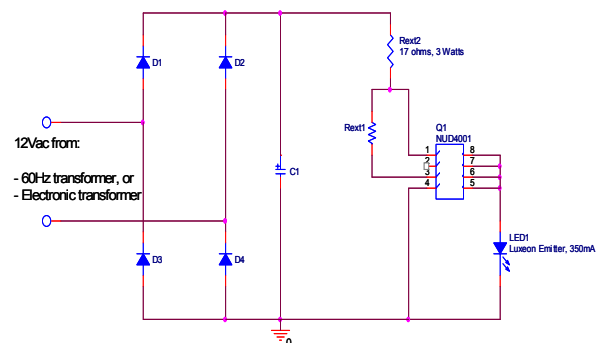 Rext2
17 ohms, 3 Watts
D1
D2
Rext1
Q1
NUD4001
1
2
3
4
8
7
6
5
12Vac from:
- 60Hz transformer, or
- Electronic transformer
C1
D3
D4
LED1
Luxeon Emitter, 350mA
0